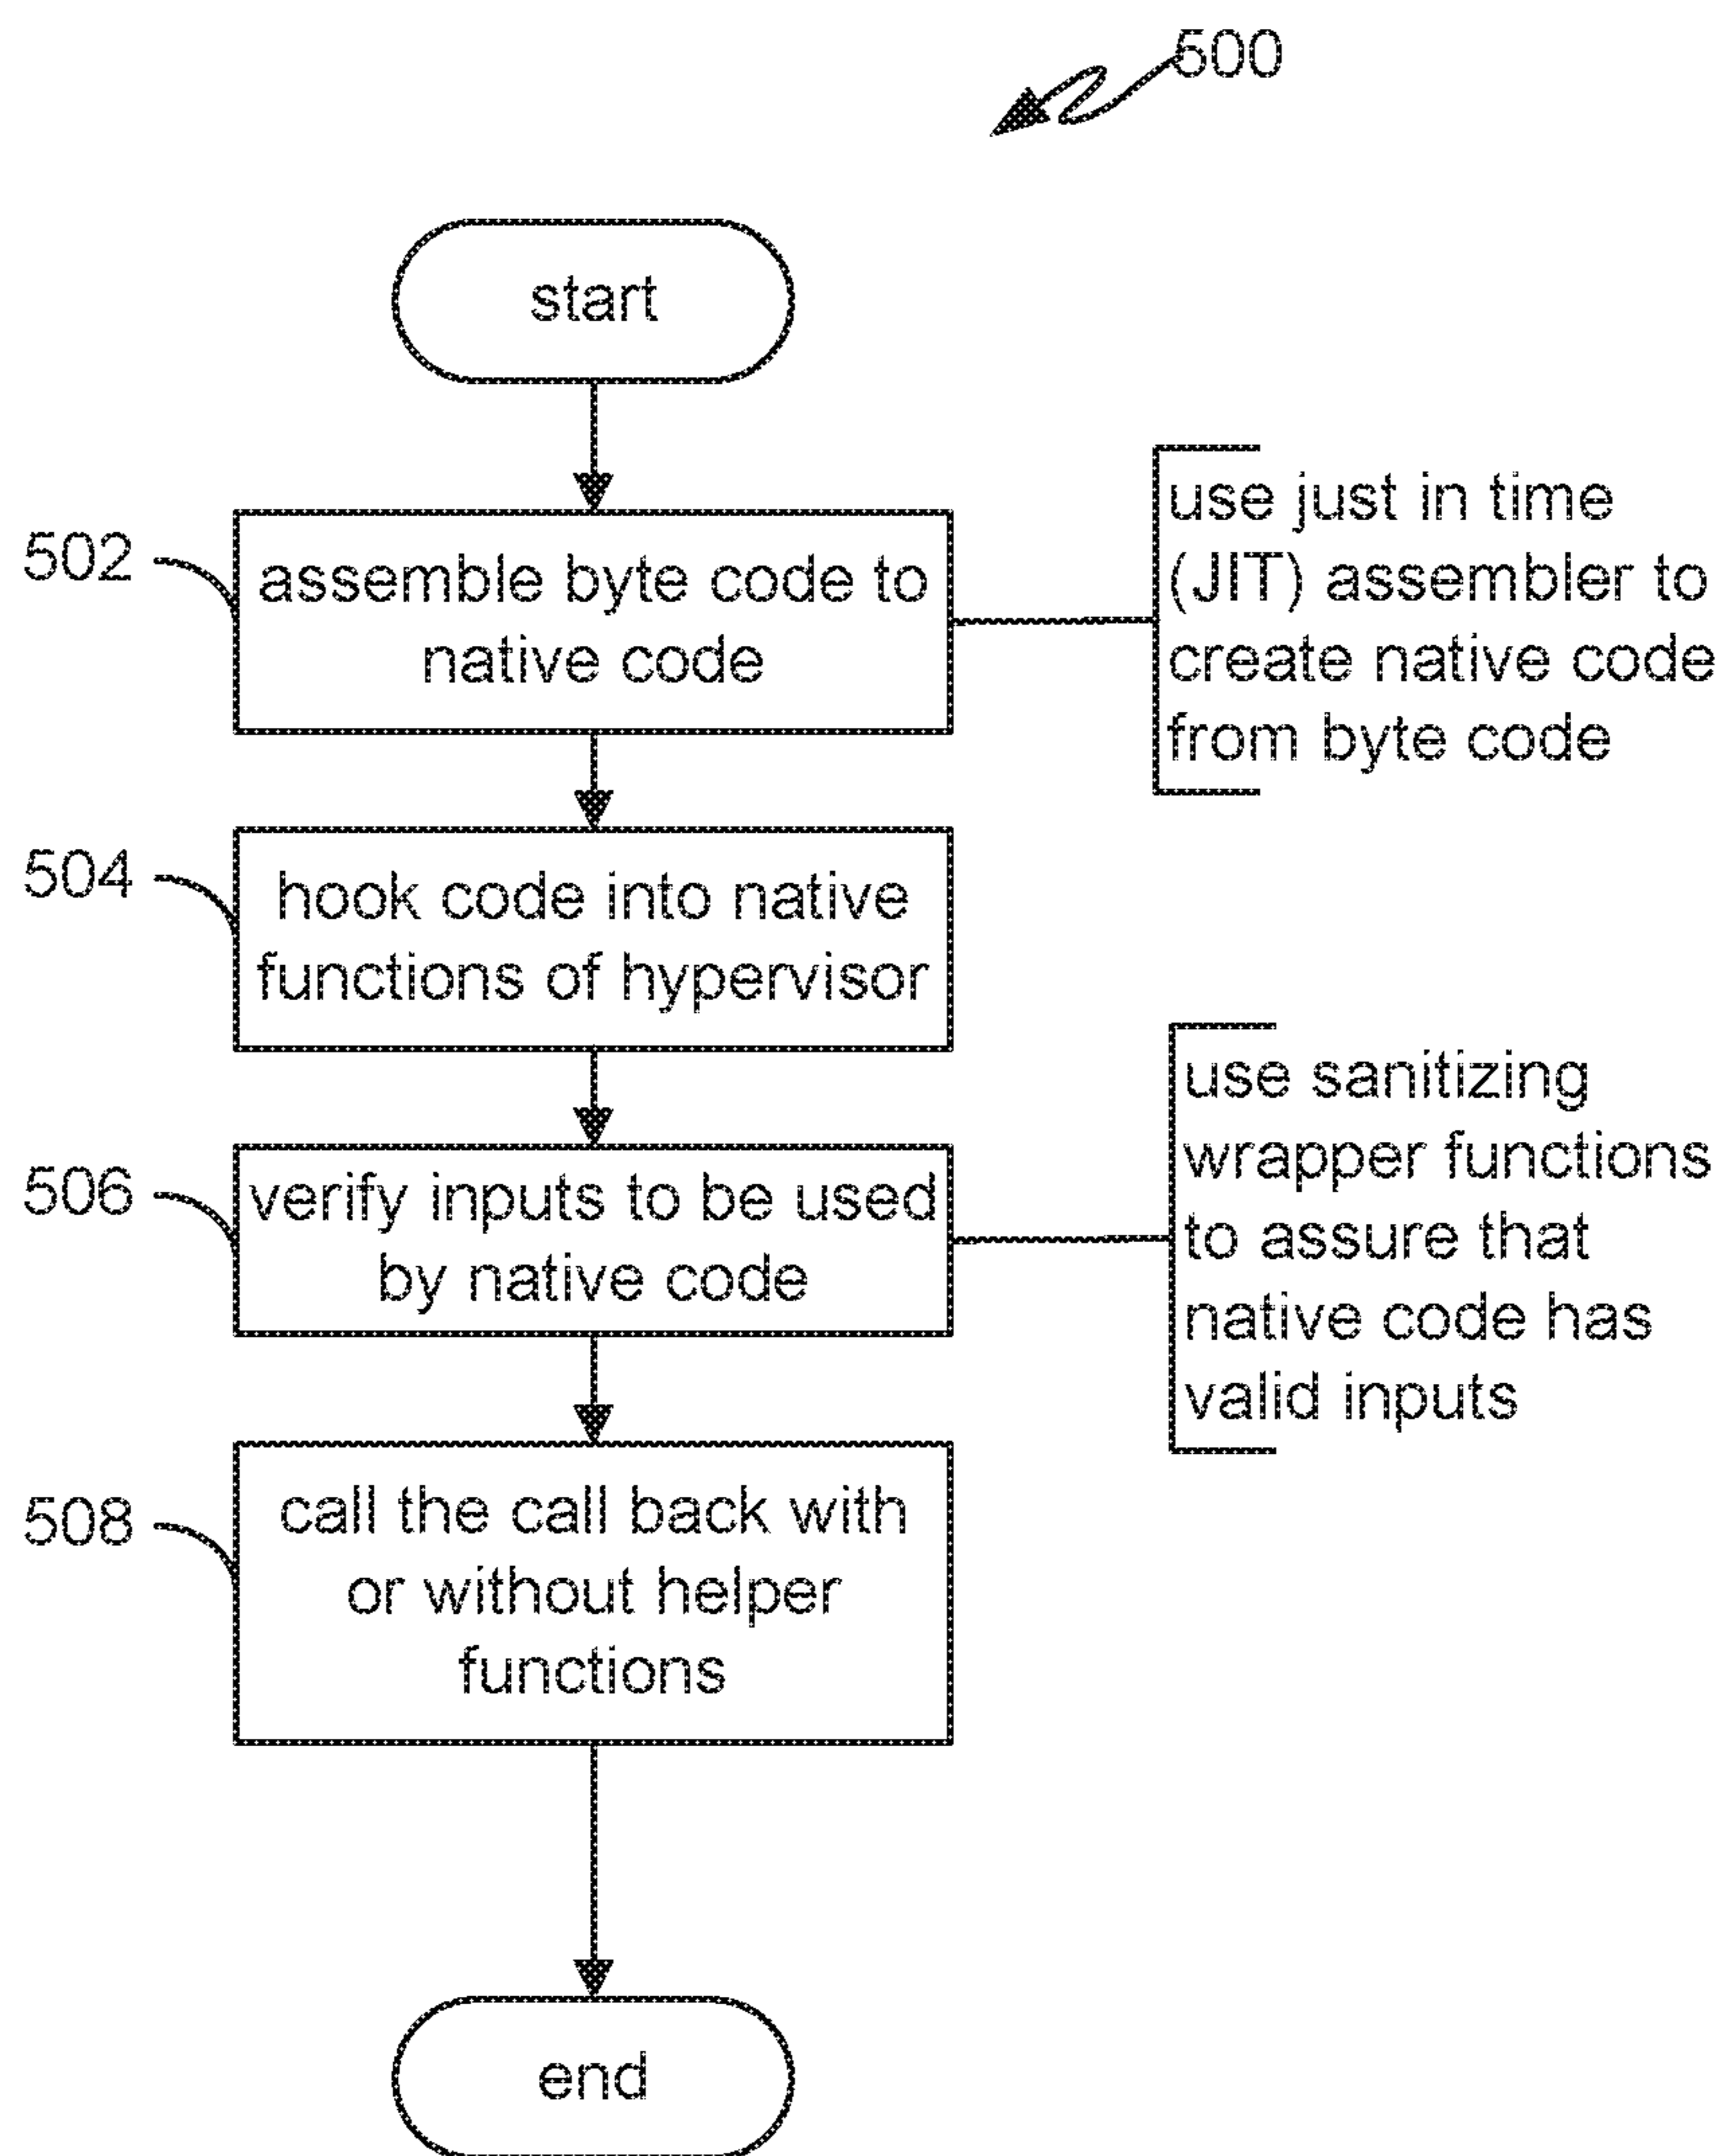 500
start
502
assemble byte code to
native code
use just in time
(JIT) assembler to
create native code
from byte code
504
hook code into native
functions of hypervisor
506
verify inputs to be used
by native code
use sanitizing
wrapper functions
to assure that
native code has
valid inputs
508
call the call back with
or without helper
functions
end